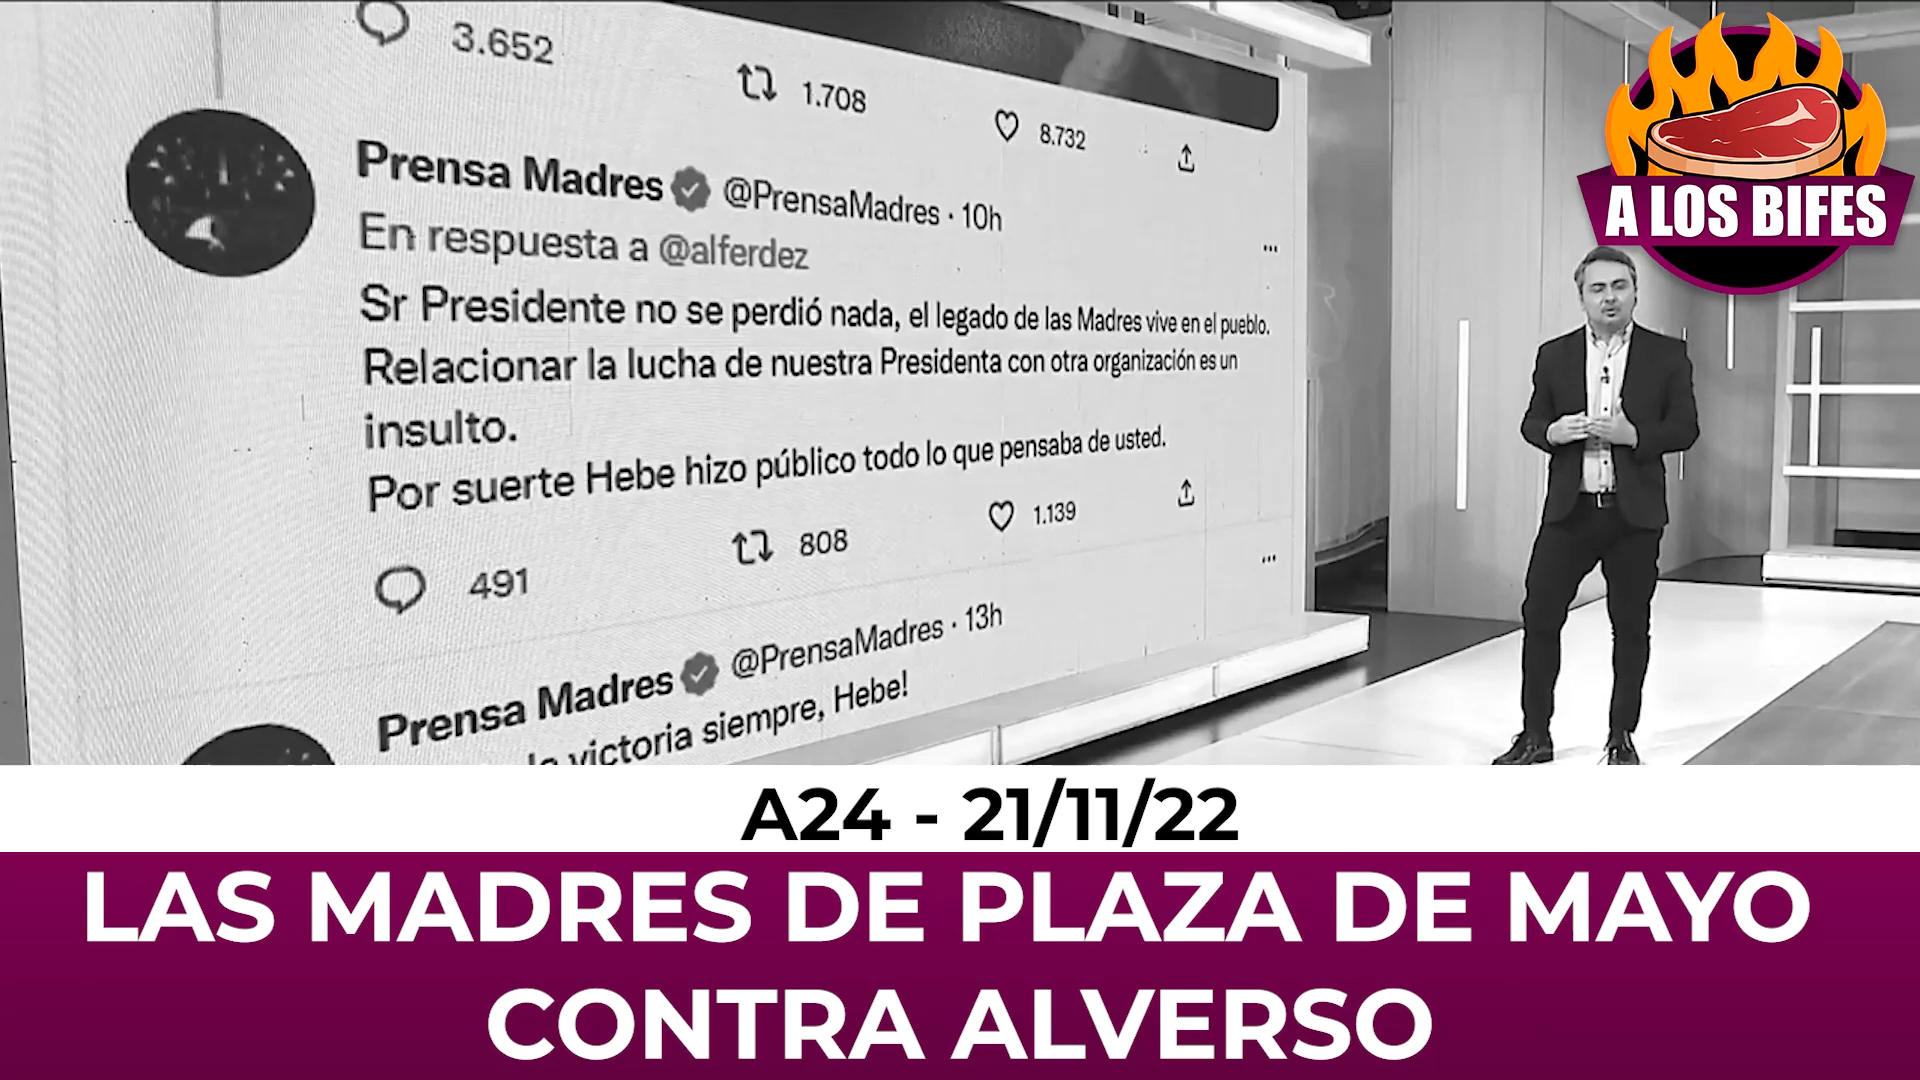 3.652
1.708
8.732
Prensa Madres @PrensaMadres · 10h
En respuesta a @alferdez
Sr Presidente no se perdió nada, el legado de las Madres vive en el pueblo.
Relacionar la lucha de nuestra Presidenta con otra organización es un
insulto.
Por suerte Hebe hizo público todo lo que pensaba de usted.
491
808
1.139
Prensa Madres @PrensaMadres · 13h
la victoria siempre, Hebe!
A LOS BIFES
A24 - 21/11/22
LAS MADRES DE PLAZA DE MAYO
CONTRA ALVERSO